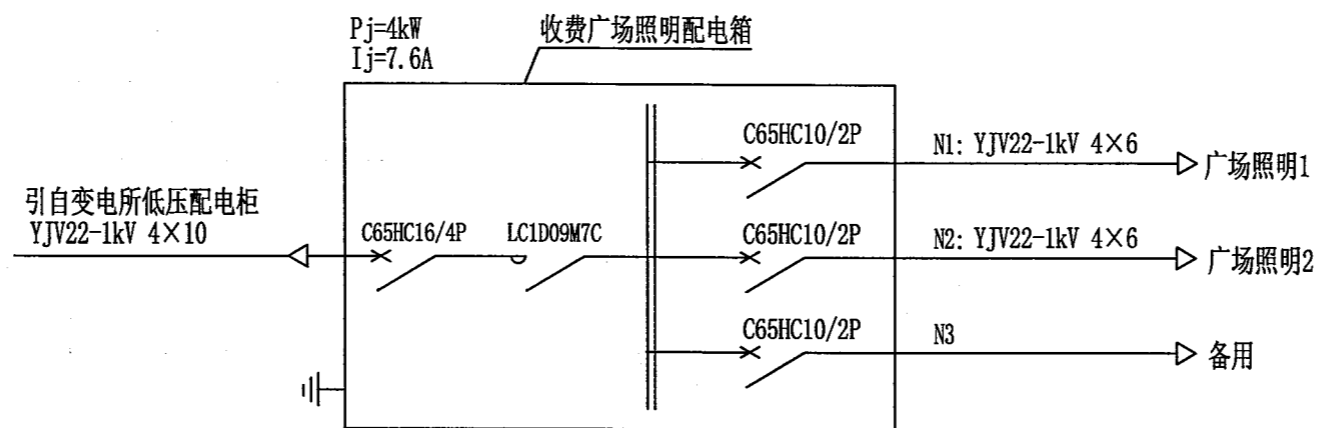 Pj=4kW
Ij=7.6A
收费广场照明配电箱
引自变电所低压配电柜
YJV22-1kV 4×10
C65HC16/4P
LC1D09M7C
C65HC10/2P
N1: YJV22-1kV 4×6
广场照明1
C65HC10/2P
N2: YJV22-1kV 4×6
广场照明2
C65HC10/2P
N3
备用